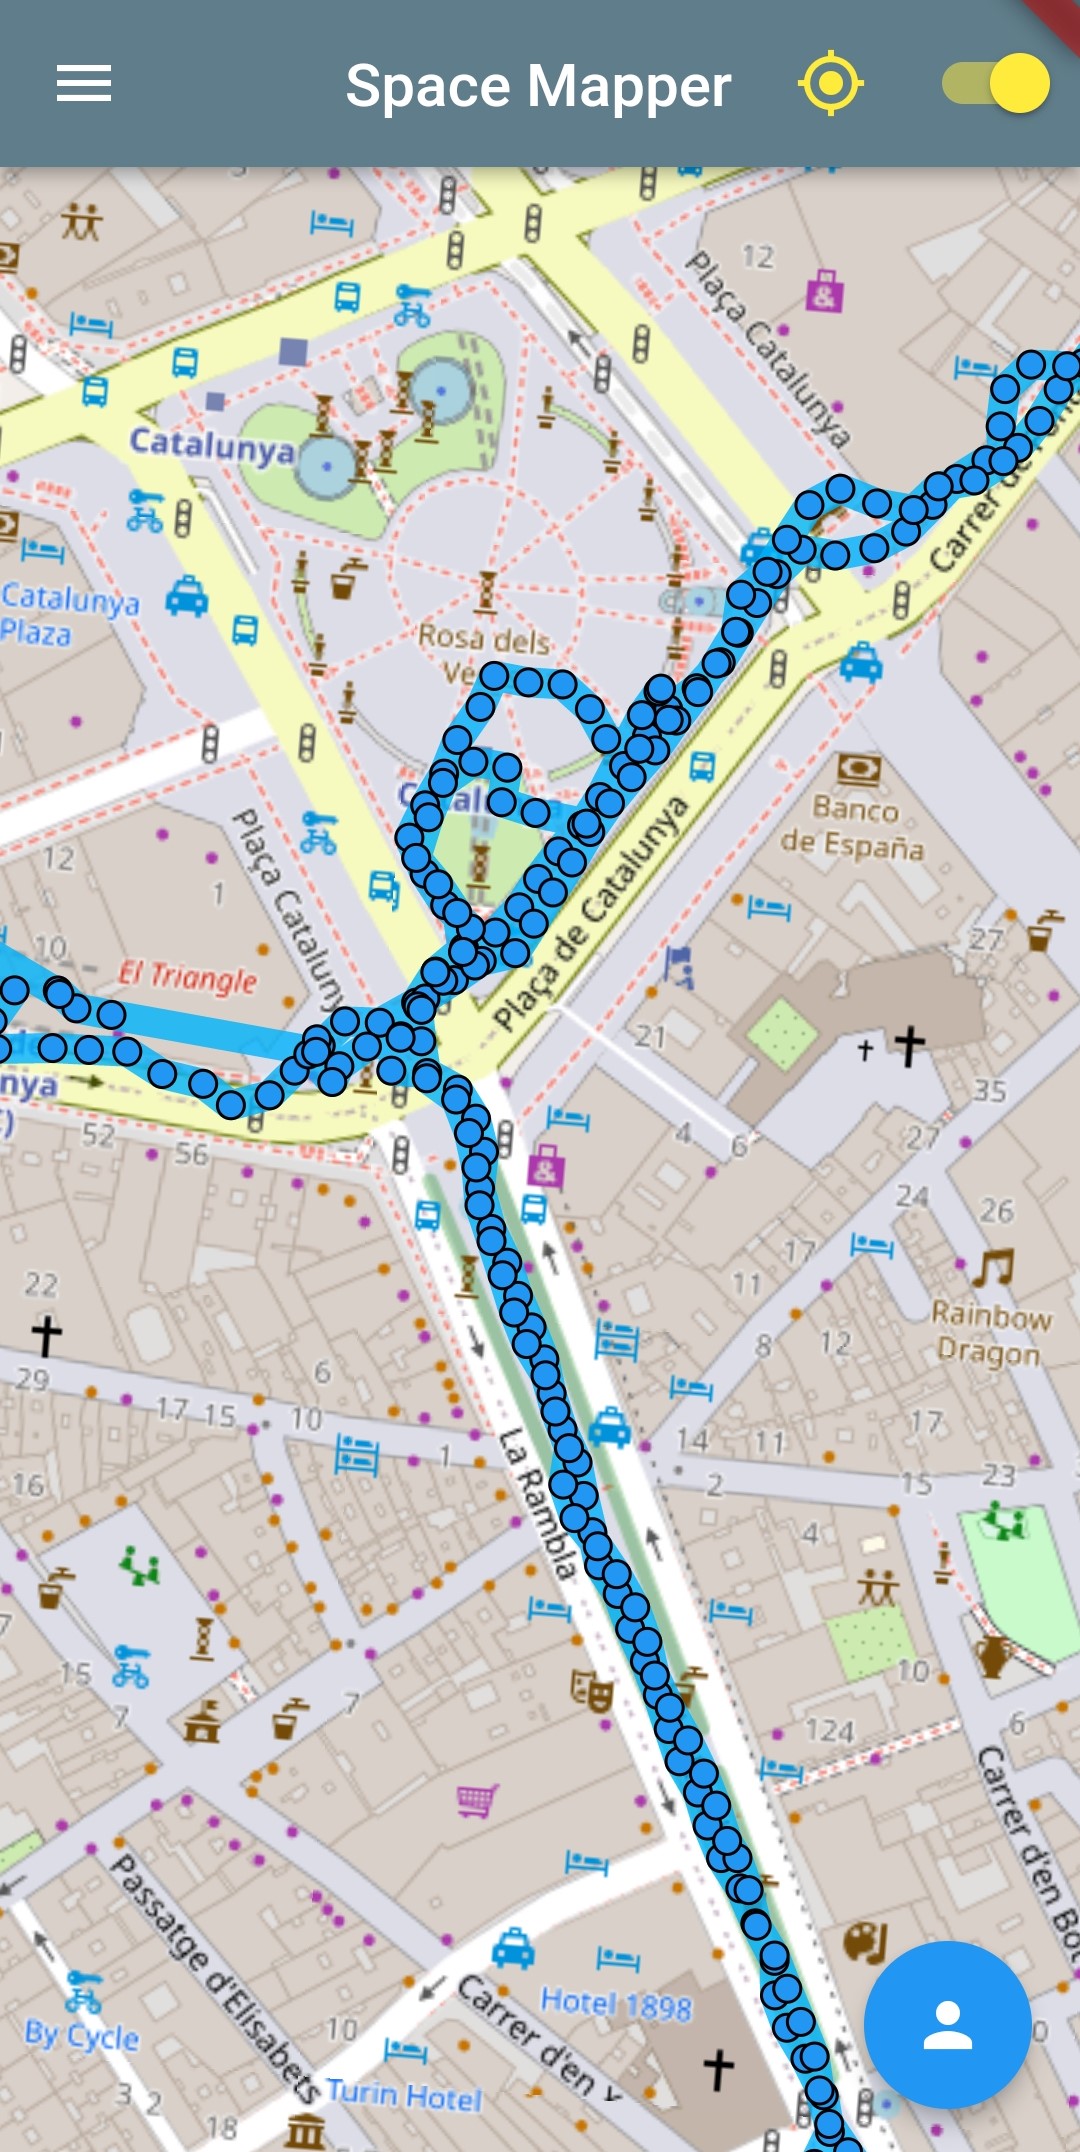 Space Mapper
12
Plaça Catalunya
Catalunya
Catalunya
Plaza
Carrer de
Rosa dels
Ve
Banco
de España
12
1
Plaça Cataluny
Plaça de Catalunya
10
El Triangle
27
21
35
nya
52
56
4
6
27
24
26
17
11
22
Rainbow
Dragon
8
12
6
29
17
15
10
1
14
11
2
17
15
23
16
La Rambla
4
15
7
7
10
124
6
Passatge d'Elisabets
Carrer d'en Bot
Hotel 1898
Carrer d'en
By Cycle
10
Turin Hotel
3
2
18